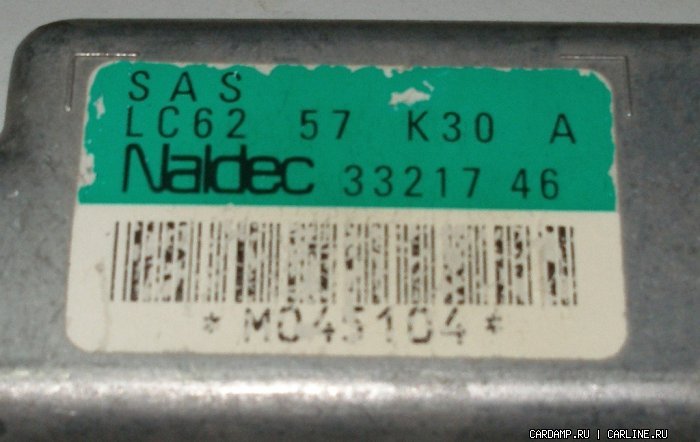 SAS
LC62 57 K30 A
Naldec 33217 46
*M045104*
CARDAMP.RU | CARLINE.RU